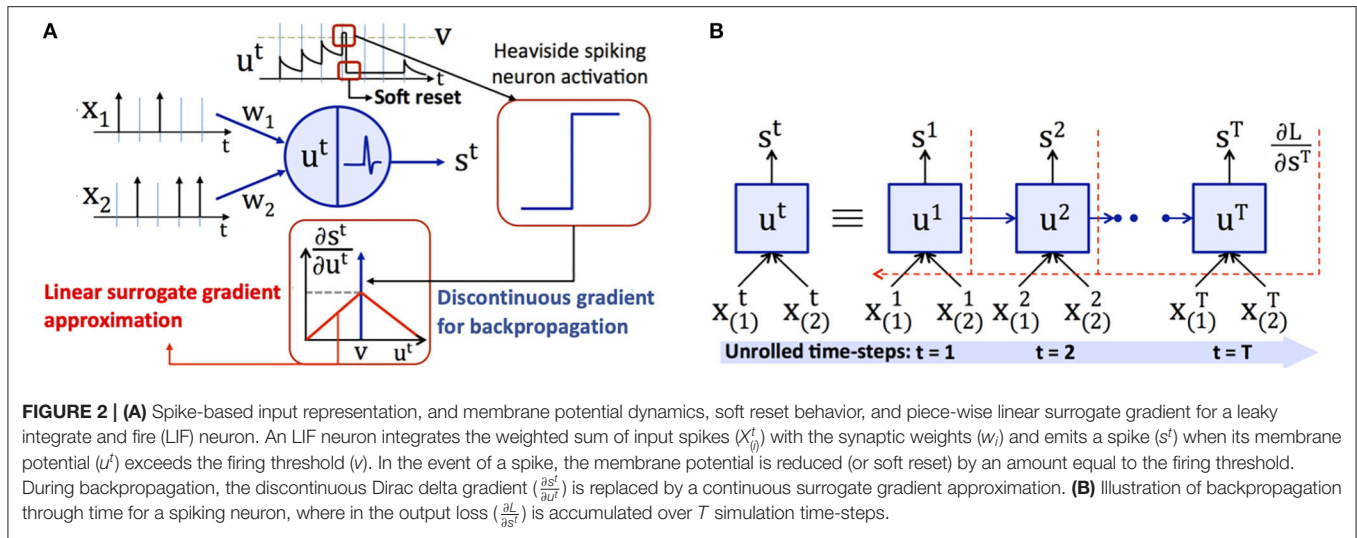 A
u^t
V
t
Soft reset
Heaviside spiking
neuron activation
X_1
w_1
t
X_2
w_2
t
u^t
s^t
∂s^t
∂u^t
v
u^t
Linear surrogate gradient
approximation
Discontinuous gradient
for backpropagation
B
s^t
s^1
s^2
s^T
∂L
∂s^T
u^t
≡
u^1
u^2
u^T
x^t_(1) x^t_(2)
x^1_(1) x^1_(2)
x^2_(1) x^2_(2)
x^T_(1) x^T_(2)
Unrolled time-steps: t = 1
t = 2
t = T
FIGURE 2 | (A) Spike-based input representation, and membrane potential dynamics, soft reset behavior, and piece-wise linear surrogate gradient for a leaky
integrate and fire (LIF) neuron. An LIF neuron integrates the weighted sum of input spikes (X^t_(i)) with the synaptic weights (w_i) and emits a spike (s^t) when its membrane
potential (u^t) exceeds the firing threshold (v). In the event of a spike, the membrane potential is reduced (or soft reset) by an amount equal to the firing threshold.
During backpropagation, the discontinuous Dirac delta gradient (∂s^t/∂u^t) is replaced by a continuous surrogate gradient approximation. (B) Illustration of backpropagation
through time for a spiking neuron, where in the output loss (∂L/∂s^t) is accumulated over T simulation time-steps.